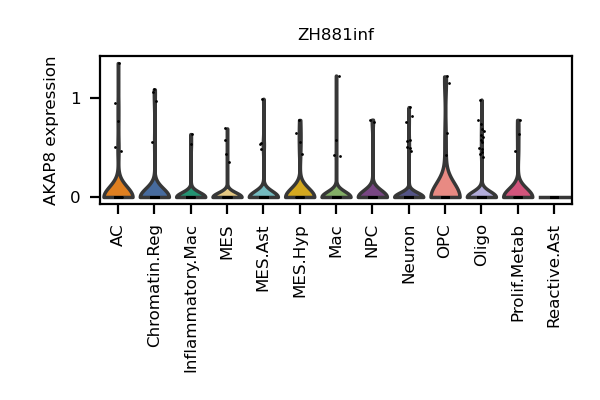 ZH881inf
AKAP8 expression
1
0
AC
Chromatin.Reg
Inflammatory.Mac
MES
MES.Ast
MES.Hyp
Mac
NPC
Neuron
OPC
Oligo
Prolif.Metab
Reactive.Ast